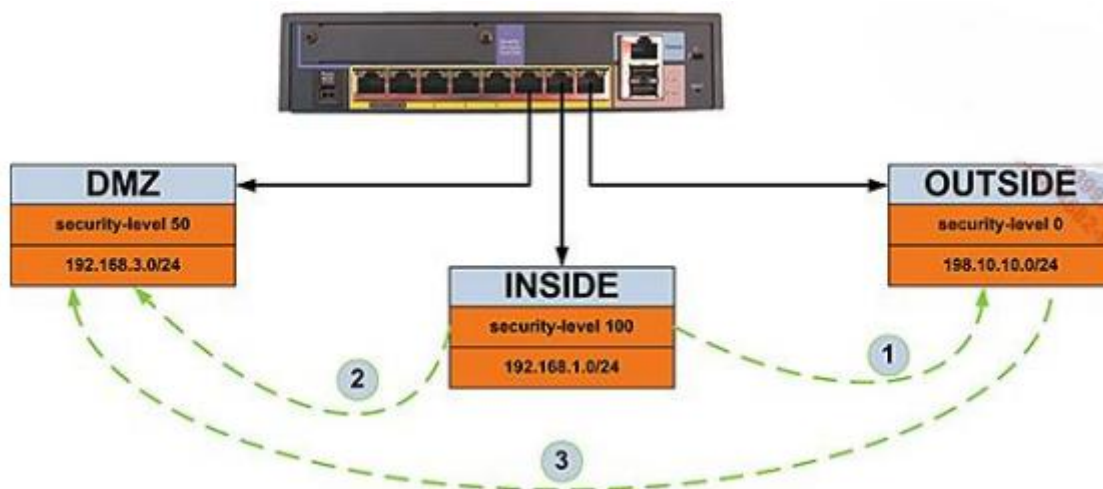 DMZ
security-level 50
192.168.3.0/24
INSIDE
security-level 100
192.168.1.0/24
OUTSIDE
security-level 0
198.10.10.0/24
1
2
3